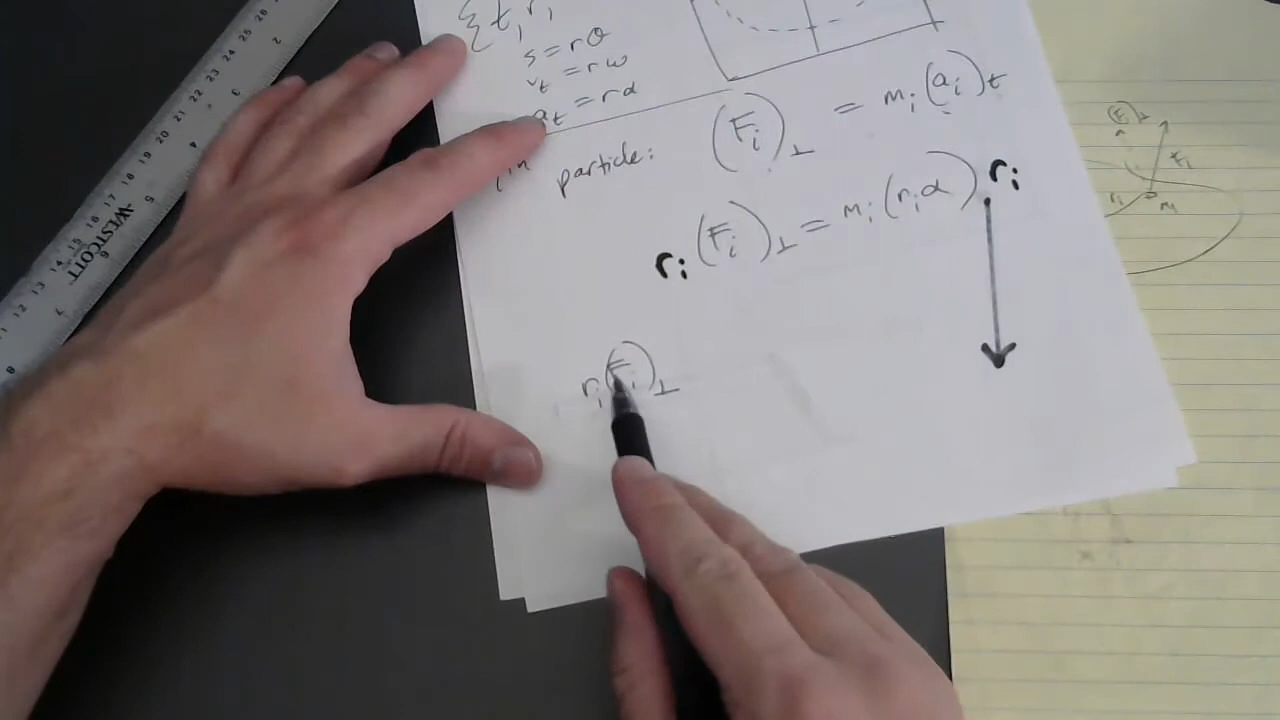 { t, r,
s = rθ
v_t = rω
a_t = rα
particle: (F_i)_⊥ = m_i (a_i)_t
r_i (F_i)_⊥ = m_i (r_i α) r_i
r_i (F_i)_⊥
WESTCOTT